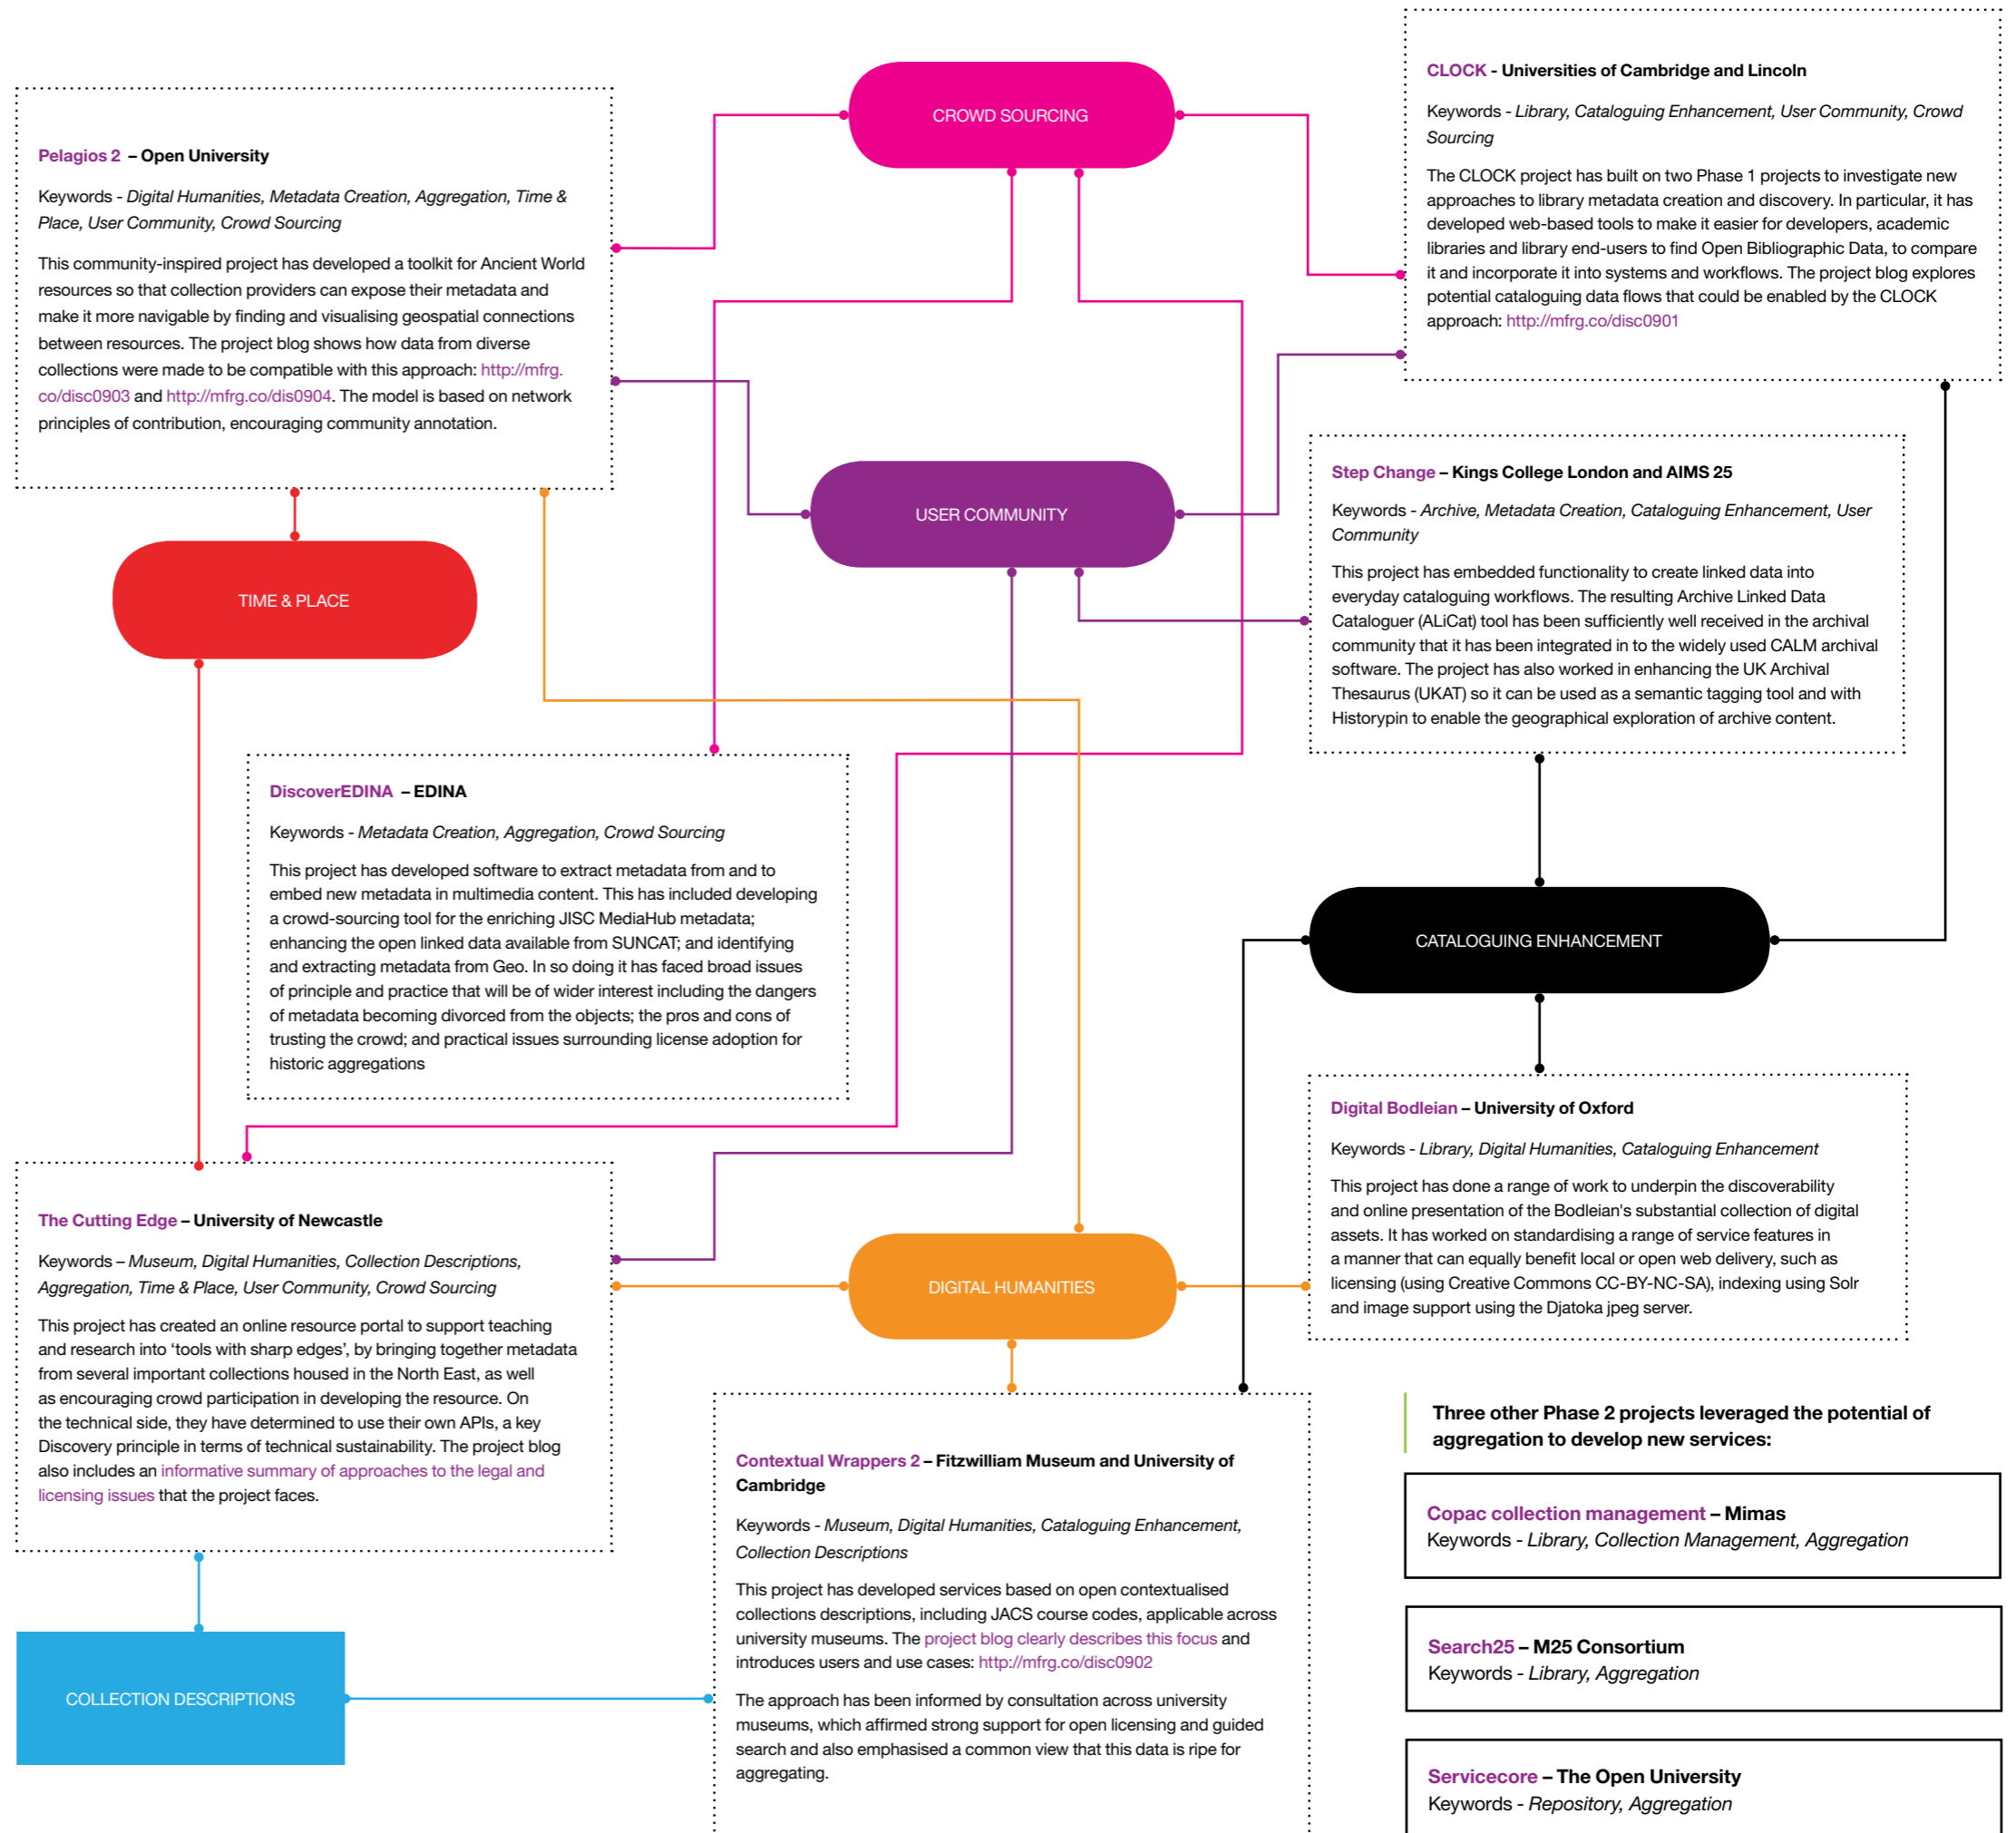 CROWD SOURCING
CLOCK - Universities of Cambridge and Lincoln
Keywords - Library, Cataloguing Enhancement, User Community, Crowd
Sourcing
The CLOCK project has built on two Phase 1 projects to investigate new
approaches to library metadata creation and discovery. In particular, it has
developed web-based tools to make it easier for developers, academic
libraries and library end-users to find Open Bibliographic Data, to compare
it and incorporate it into systems and workflows. The project blog explores
potential cataloguing data flows that could be enabled by the CLOCK
approach: http://mfrg.co/disc0901
Pelagios 2 – Open University
Keywords - Digital Humanities, Metadata Creation, Aggregation, Time &
Place, User Community, Crowd Sourcing
This community-inspired project has developed a toolkit for Ancient World
resources so that collection providers can expose their metadata and
make it more navigable by finding and visualising geospatial connections
between resources. The project blog shows how data from diverse
collections were made to be compatible with this approach: http://mfrg.
co/disc0903 and http://mfrg.co/dis0904. The model is based on network
principles of contribution, encouraging community annotation.
USER COMMUNITY
Step Change – Kings College London and AIMS 25
Keywords - Archive, Metadata Creation, Cataloguing Enhancement, User
Community
This project has embedded functionality to create linked data into
everyday cataloguing workflows. The resulting Archive Linked Data
Cataloguer (ALiCat) tool has been sufficiently well received in the archival
community that it has been integrated in to the widely used CALM archival
software. The project has also worked in enhancing the UK Archival
Thesaurus (UKAT) so it can be used as a semantic tagging tool and with
Historypin to enable the geographical exploration of archive content.
TIME & PLACE
DiscoverEDINA – EDINA
Keywords - Metadata Creation, Aggregation, Crowd Sourcing
This project has developed software to extract metadata from and to
embed new metadata in multimedia content. This has included developing
a crowd-sourcing tool for the enriching JISC MediaHub metadata;
enhancing the open linked data available from SUNCAT; and identifying
and extracting metadata from Geo. In so doing it has faced broad issues
of principle and practice that will be of wider interest including the dangers
of metadata becoming divorced from the objects; the pros and cons of
trusting the crowd; and practical issues surrounding license adoption for
historic aggregations
CATALOGUING ENHANCEMENT
Digital Bodleian – University of Oxford
Keywords - Library, Digital Humanities, Cataloguing Enhancement
This project has done a range of work to underpin the discoverability
and online presentation of the Bodleian's substantial collection of digital
assets. It has worked on standardising a range of service features in
a manner that can equally benefit local or open web delivery, such as
licensing (using Creative Commons CC-BY-NC-SA), indexing using Solr
and image support using the Djatoka jpeg server.
The Cutting Edge – University of Newcastle
Keywords – Museum, Digital Humanities, Collection Descriptions,
Aggregation, Time & Place, User Community, Crowd Sourcing
This project has created an online resource portal to support teaching
and research into ‘tools with sharp edges’, by bringing together metadata
from several important collections housed in the North East, as well
as encouraging crowd participation in developing the resource. On
the technical side, they have determined to use their own APIs, a key
Discovery principle in terms of technical sustainability. The project blog
also includes an informative summary of approaches to the legal and
licensing issues that the project faces.
DIGITAL HUMANITIES
Contextual Wrappers 2 – Fitzwilliam Museum and University of
Cambridge
Keywords - Museum, Digital Humanities, Cataloguing Enhancement,
Collection Descriptions
This project has developed services based on open contextualised
collections descriptions, including JACS course codes, applicable across
university museums. The project blog clearly describes this focus and
introduces users and use cases: http://mfrg.co/disc0902
The approach has been informed by consultation across university
museums, which affirmed strong support for open licensing and guided
search and also emphasised a common view that this data is ripe for
aggregating.
COLLECTION DESCRIPTIONS
Three other Phase 2 projects leveraged the potential of
aggregation to develop new services:
Copac collection management – Mimas
Keywords - Library, Collection Management, Aggregation
Search25 – M25 Consortium
Keywords - Library, Aggregation
Servicecore – The Open University
Keywords - Repository, Aggregation